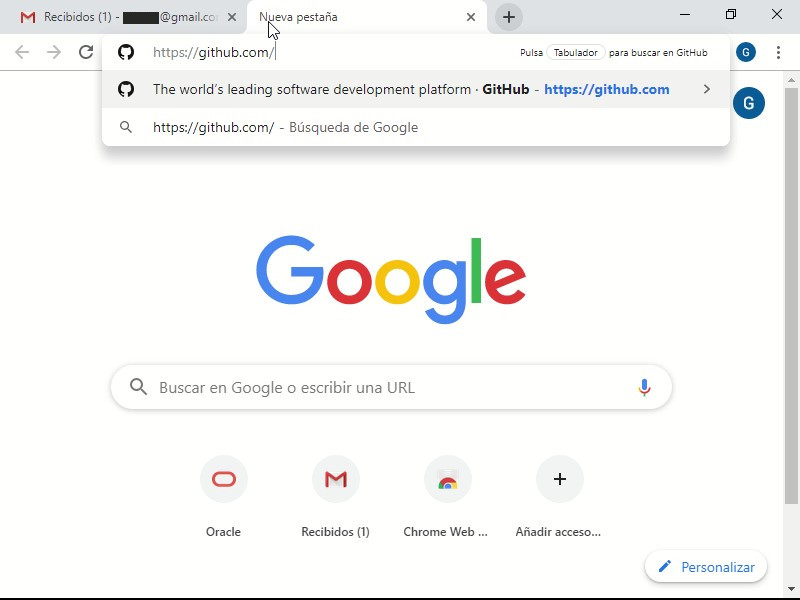 Recibidos (1) - @gmail.co
Nueva pestaña
https://github.com/
Pulsa Tabulador para buscar en GitHub
G
The world's leading software development platform · GitHub - https://github.com
G
https://github.com/ - Búsqueda de Google
Google
Buscar en Google o escribir una URL
Oracle
Recibidos (1)
Chrome Web ...
Añadir acceso...
Personalizar